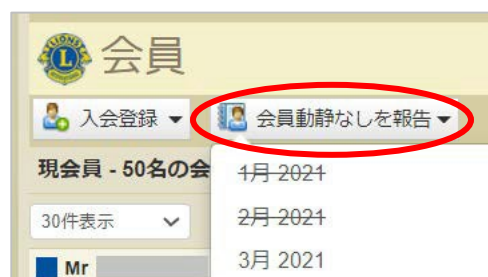 会員
入会登録 会員動静なしを報告
現会員 - 50名の会
1月 2021
30件表示
2月 2021
3月 2021
Mr